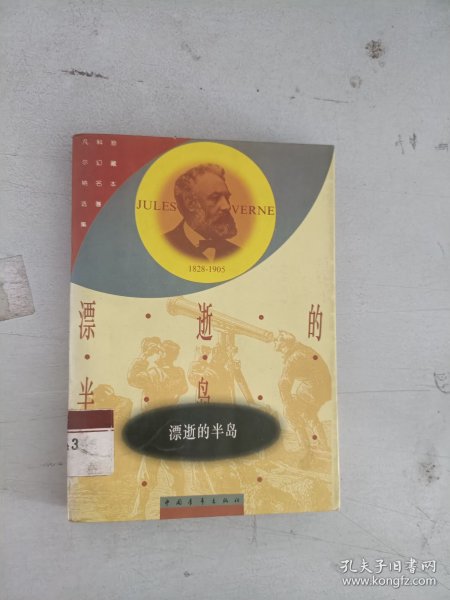 珍藏本
科幻名著
凡尔纳选集
JULES VERNE
1828-1905
漂·逝·的
半·岛
漂逝的半岛
中国青年出版社
43
孔夫子旧书网
www.kongfz.com